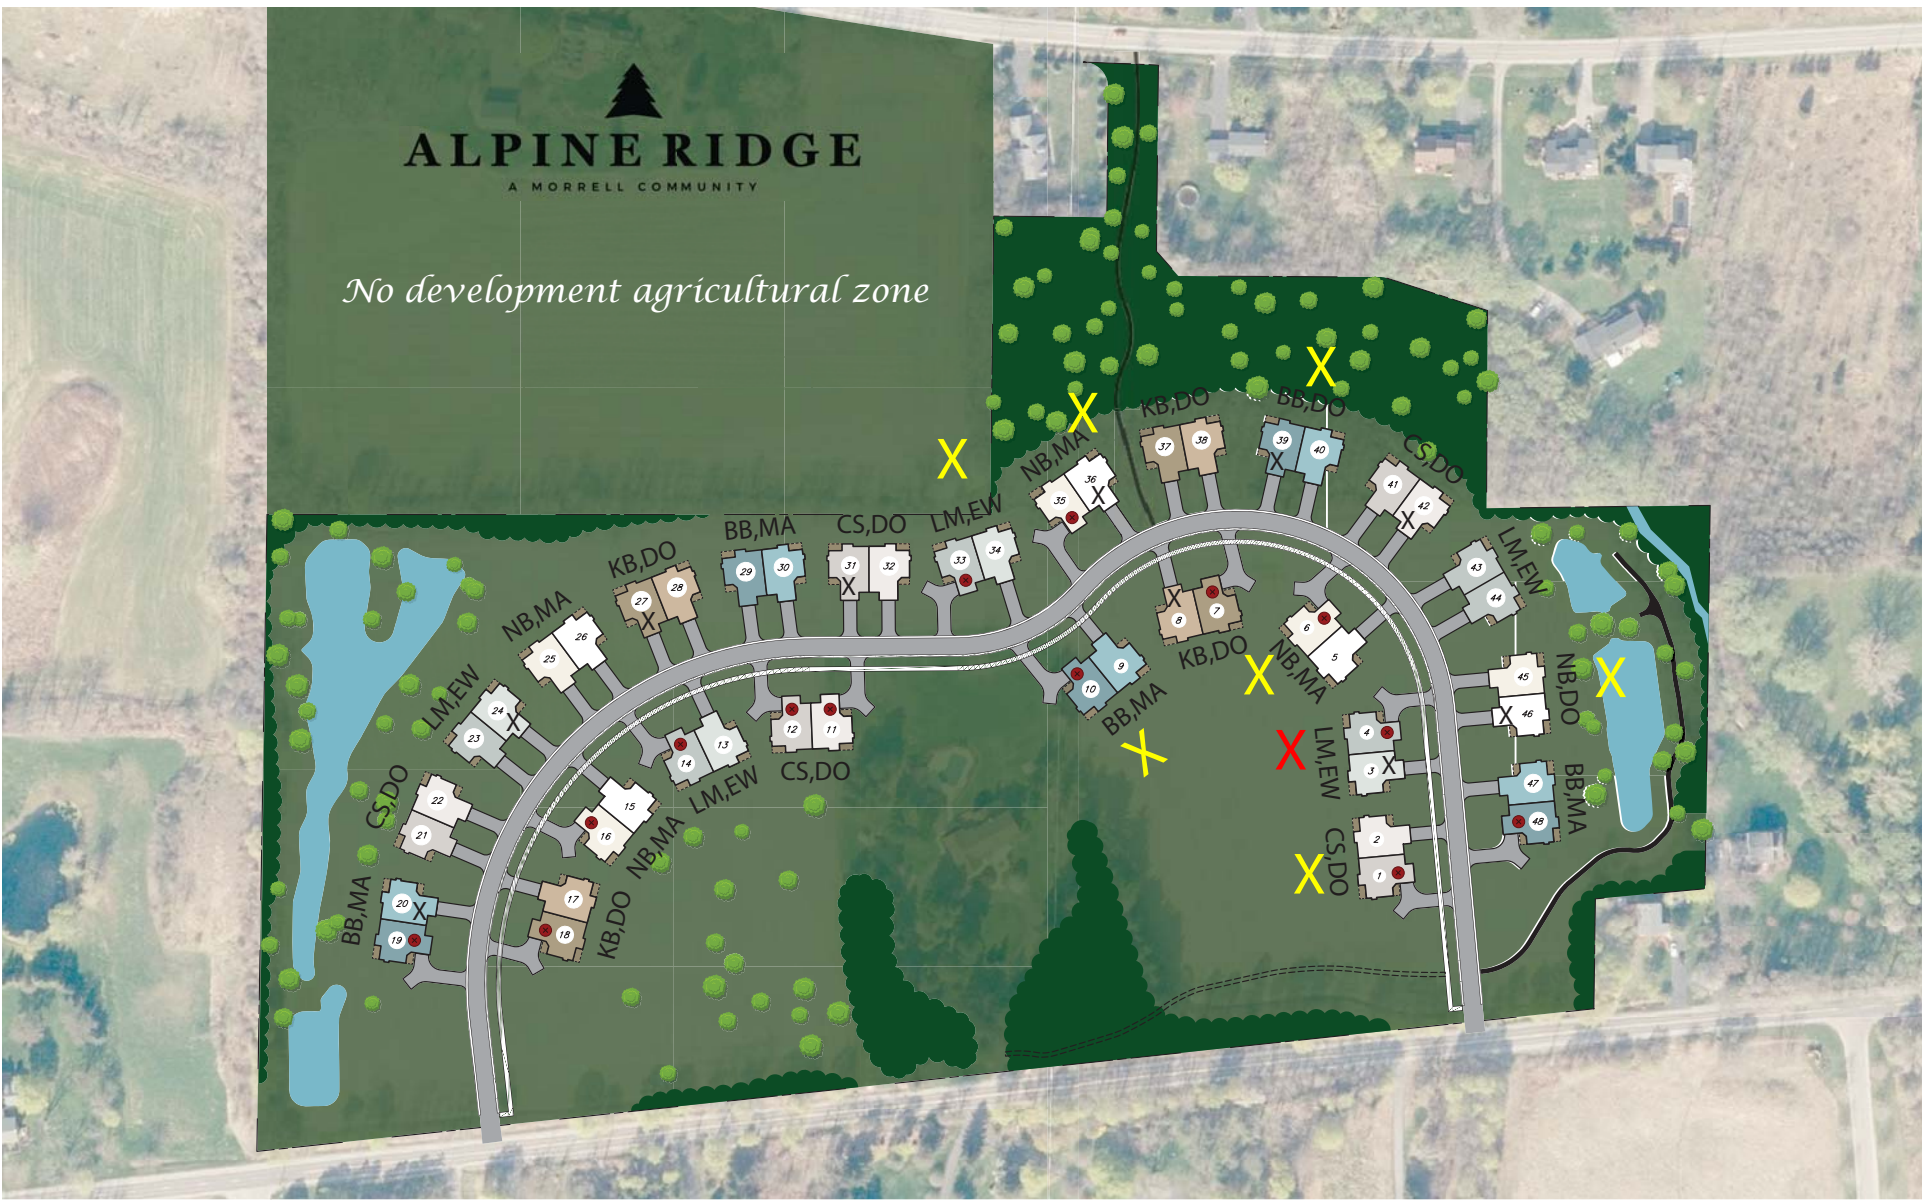 ALPINE RIDGE
A MORRELL COMMUNITY
No development agricultural zone
X
X
X
KB,DO
37
38
BB,DO
39
40
X
CS,DO
41
42
X
NB,MA
35
36
X
LM,EW
33
34
CS,DO
31
32
X
BB,MA
29
30
KB,DO
27
28
X
NB,MA
25
26
LM,EW
23
24
X
CS,DO
22
21
BB,MA
20
X
19
LM,EW
43
44
NB,DO
45
46
X
X
BB,MA
47
48
KB,DO
X
8
7
NB,MA
6
5
X
BB,MA
10
9
X
X
LM,EW
4
3
X
CS,DO
2
1
X
CS,DO
12
11
LM,EW
14
13
NB,MA
15
16
KB,DO
17
18